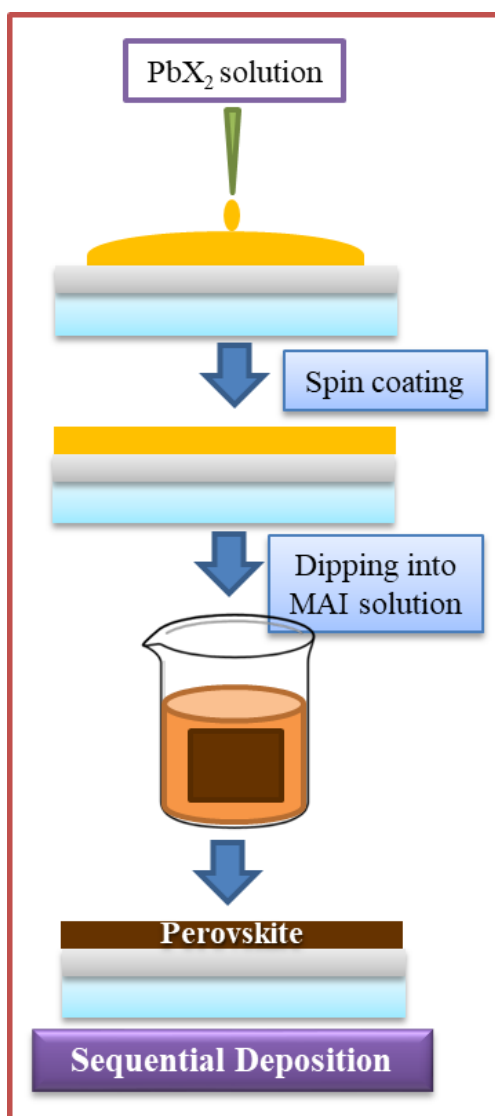 PbX₂ solution
Spin coating
Dipping into
MAI solution
Perovskite
Sequential Deposition